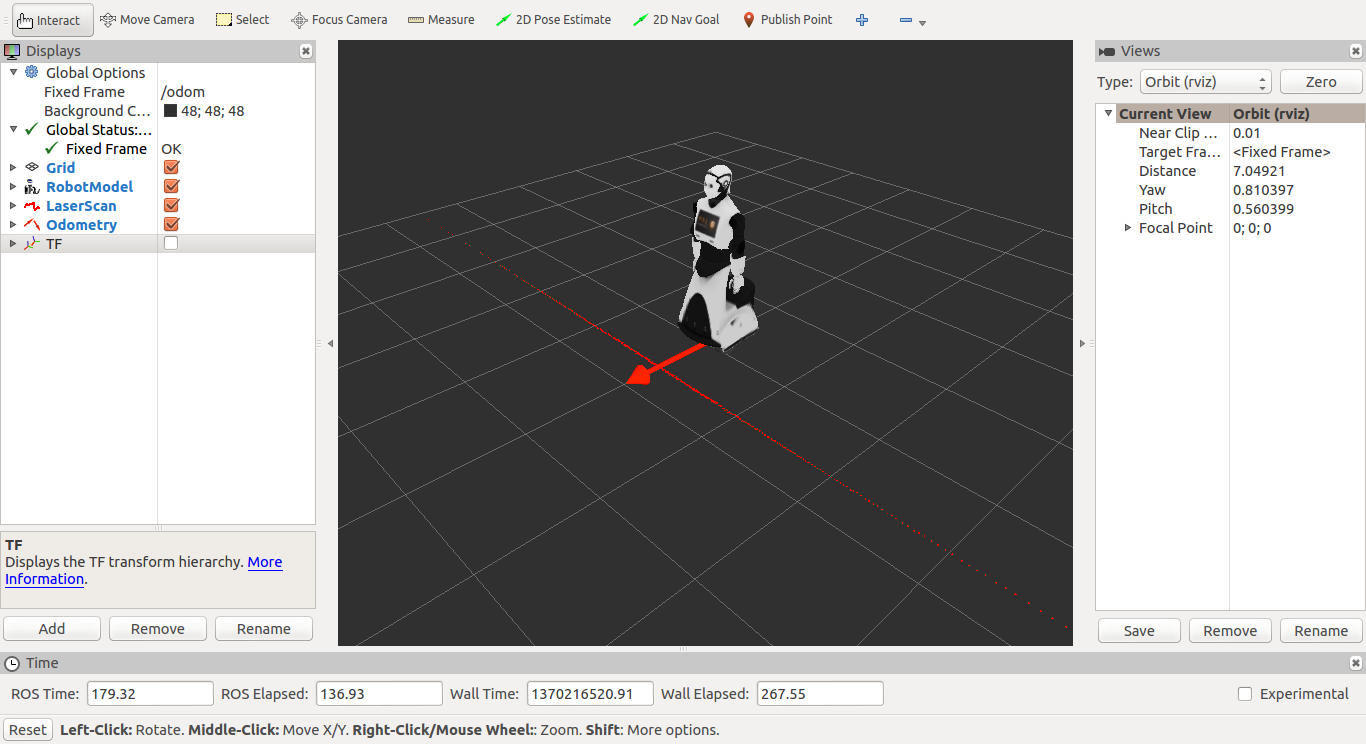 Interact Move Camera Select Focus Camera Measure 2D Pose Estimate 2D Nav Goal Publish Point
Displays
Global Options
Fixed Frame /odom
Background C... 48; 48; 48
Global Status:...
Fixed Frame OK
Grid
RobotModel
LaserScan
Odometry
TF
TF
Displays the TF transform hierarchy. More
Information.
Add Remove Rename
Views
Type: Orbit (rviz) Zero
Current View Orbit (rviz)
Near Clip ... 0.01
Target Fra... <Fixed Frame>
Distance 7.04921
Yaw 0.810397
Pitch 0.560399
Focal Point 0; 0; 0
Save Remove Rename
Time
ROS Time: 179.32 ROS Elapsed: 136.93 Wall Time: 1370216520.91 Wall Elapsed: 267.55 Experimental
Reset Left-Click: Rotate. Middle-Click: Move X/Y. Right-Click/Mouse Wheel:: Zoom. Shift: More options.